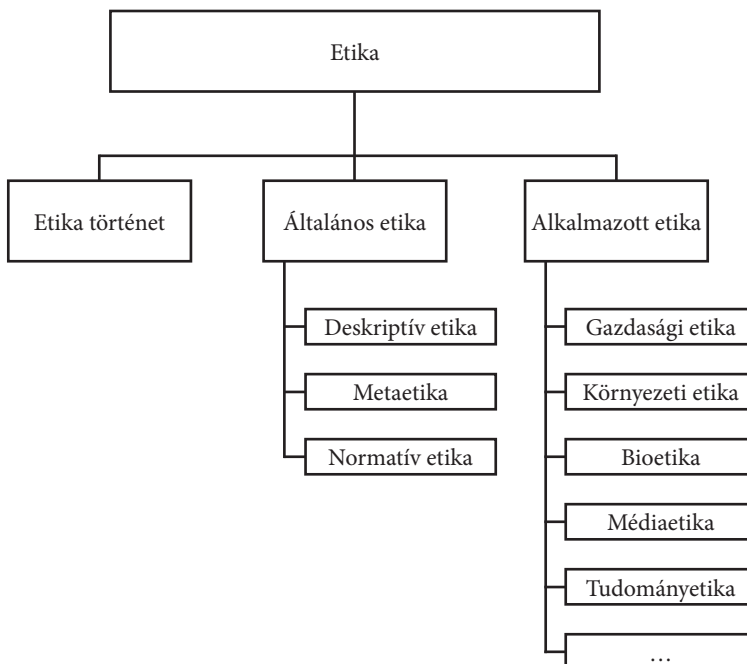 Etika
Etika történet
Általános etika
Alkalmazott etika
Deskriptív etika
Metaetika
Normatív etika
Gazdasági etika
Környezeti etika
Bioetika
Médiaetika
Tudományetika
…